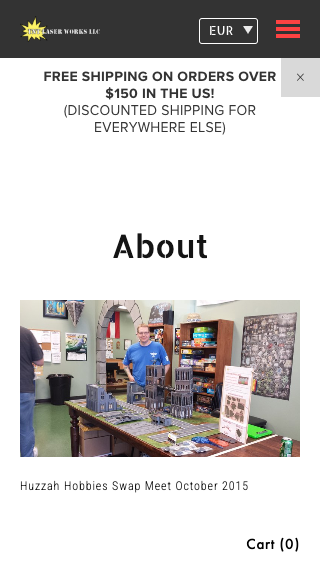 LASER WORKS LLC
EUR
FREE SHIPPING ON ORDERS OVER
$150 IN THE US!
(DISCOUNTED SHIPPING FOR
EVERYWHERE ELSE)
×
About
Huzzah Hobbies Swap Meet October 2015
Cart (0)